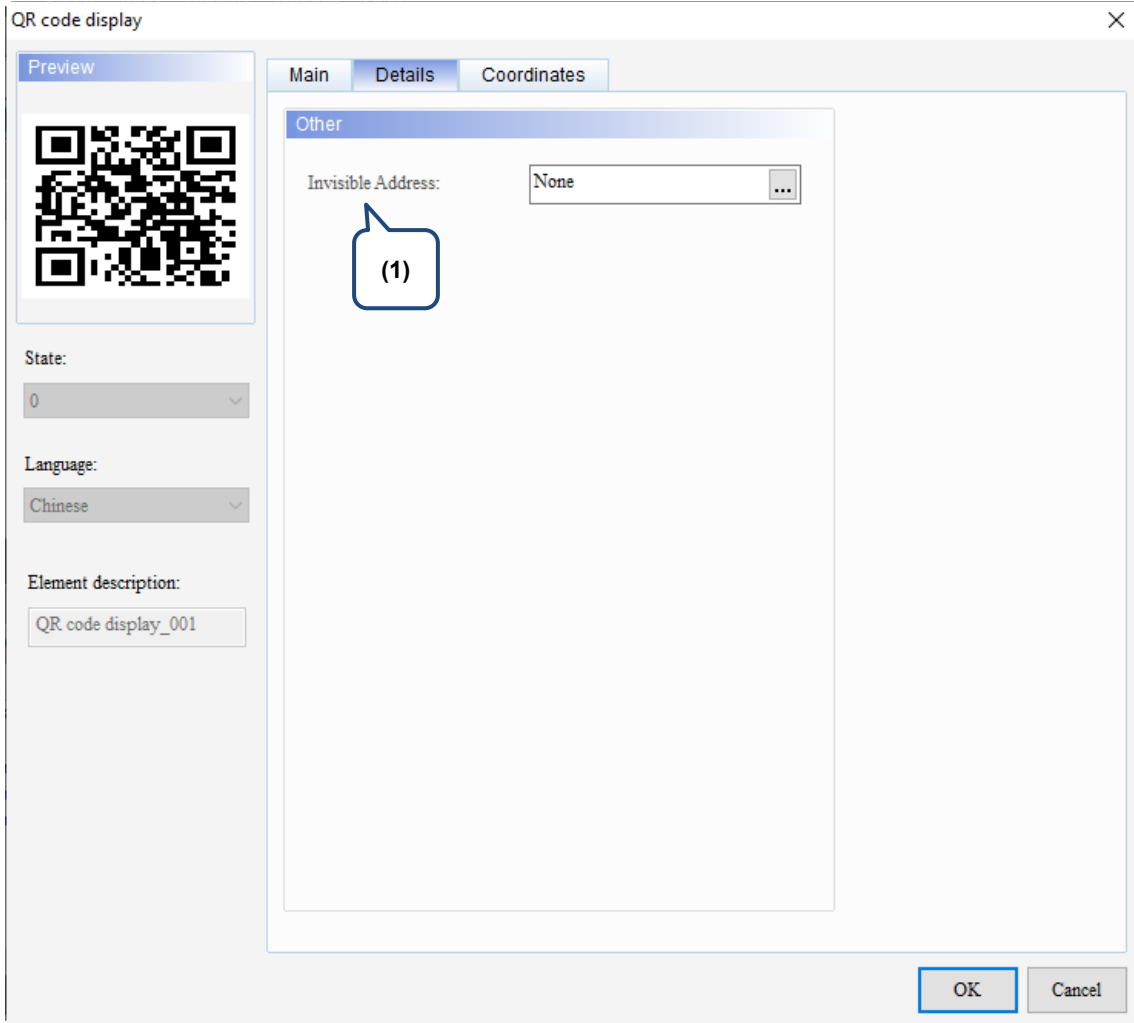 QR code display
Preview
Main Details Coordinates
Other
Invisible Address: None ...
(1)
State:
0
Language:
Chinese
Element description:
QR code display_001
OK Cancel